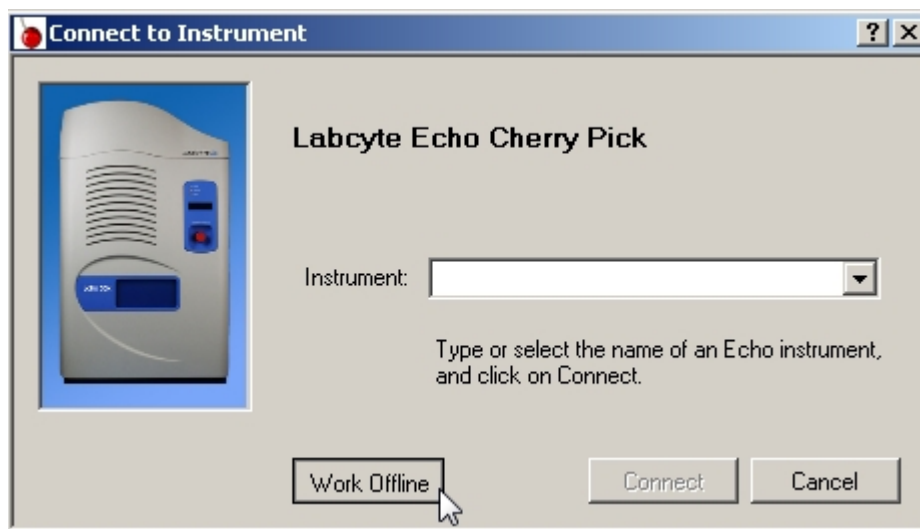 Connect to Instrument
Labcyte Echo Cherry Pick
Instrument:
Type or select the name of an Echo instrument,
and click on Connect.
Work Offline
Connect
Cancel